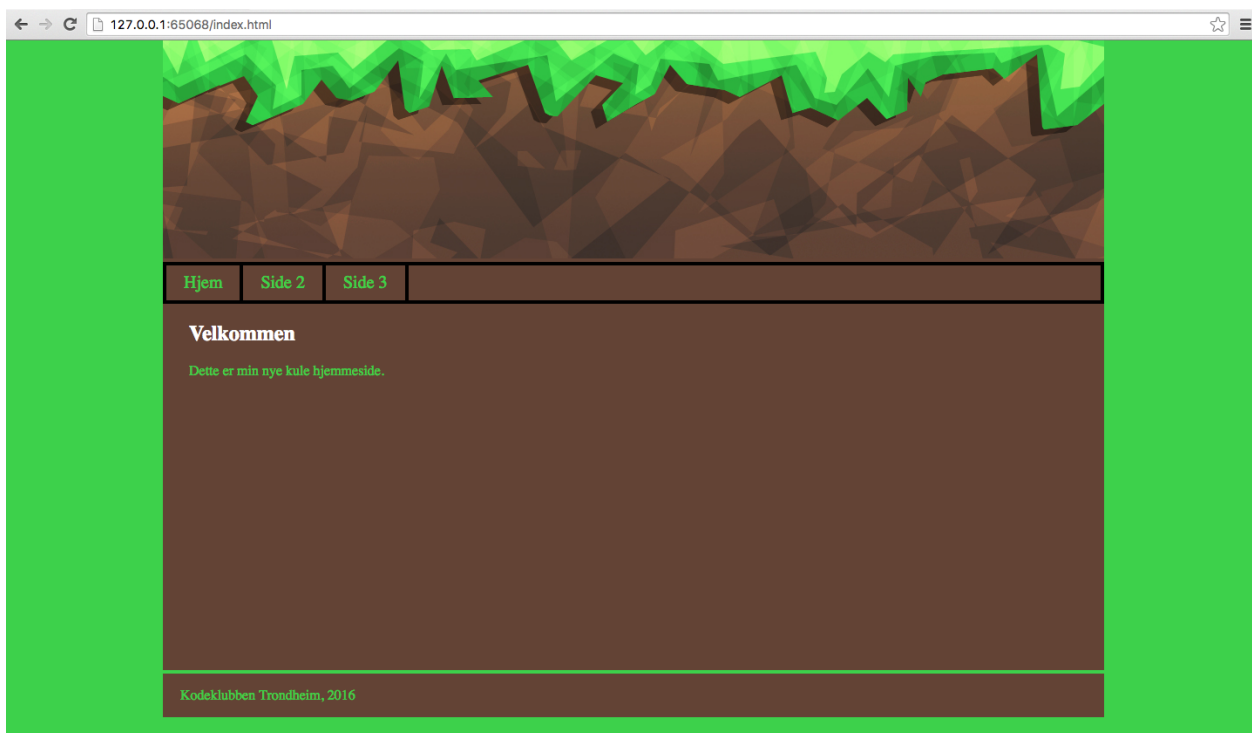 127.0.0.1:65068/index.html
Hjem Side 2 Side 3
Velkommen
Dette er min nye kule hjemmeside.
Kodeklubben Trondheim, 2016